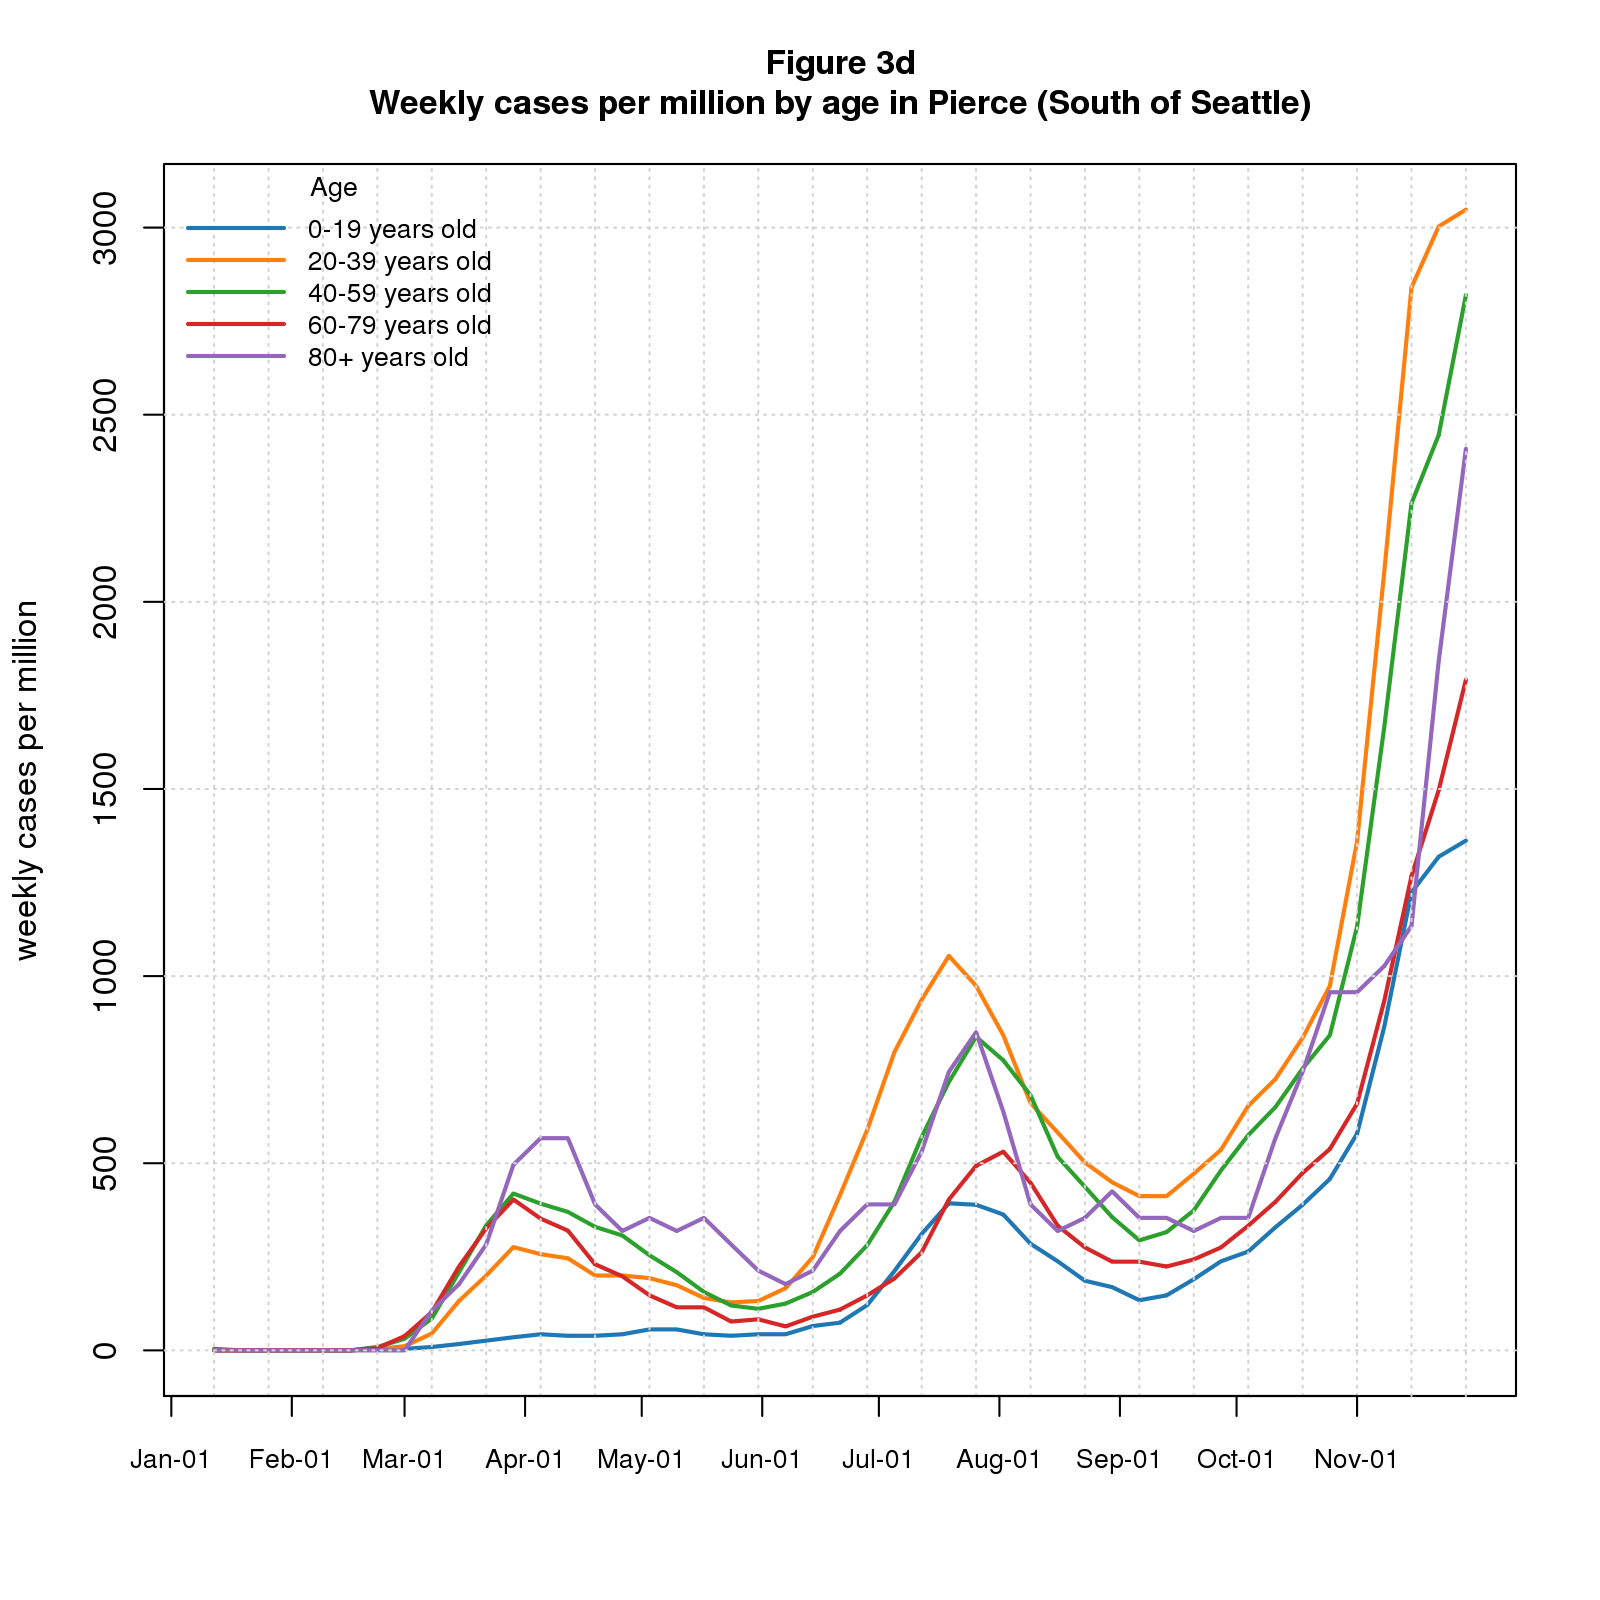 Figure 3d
Weekly cases per million by age in Pierce (South of Seattle)
Age
0-19 years old
20-39 years old
40-59 years old
60-79 years old
80+ years old
weekly cases per million
3000
2500
2000
1500
1000
500
0
Jan-01 Feb-01 Mar-01 Apr-01 May-01 Jun-01 Jul-01 Aug-01 Sep-01 Oct-01 Nov-01